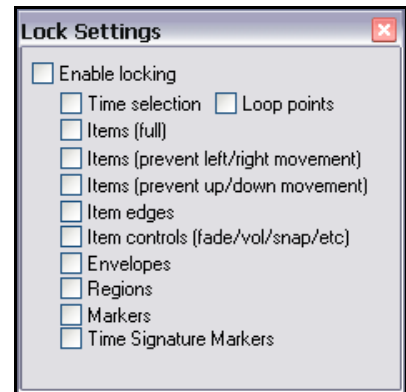 Lock Settings
Enable locking
Time selection Loop points
Items (full)
Items (prevent left/right movement)
Items (prevent up/down movement)
Item edges
Item controls (fade/vol/snap/etc)
Envelopes
Regions
Markers
Time Signature Markers